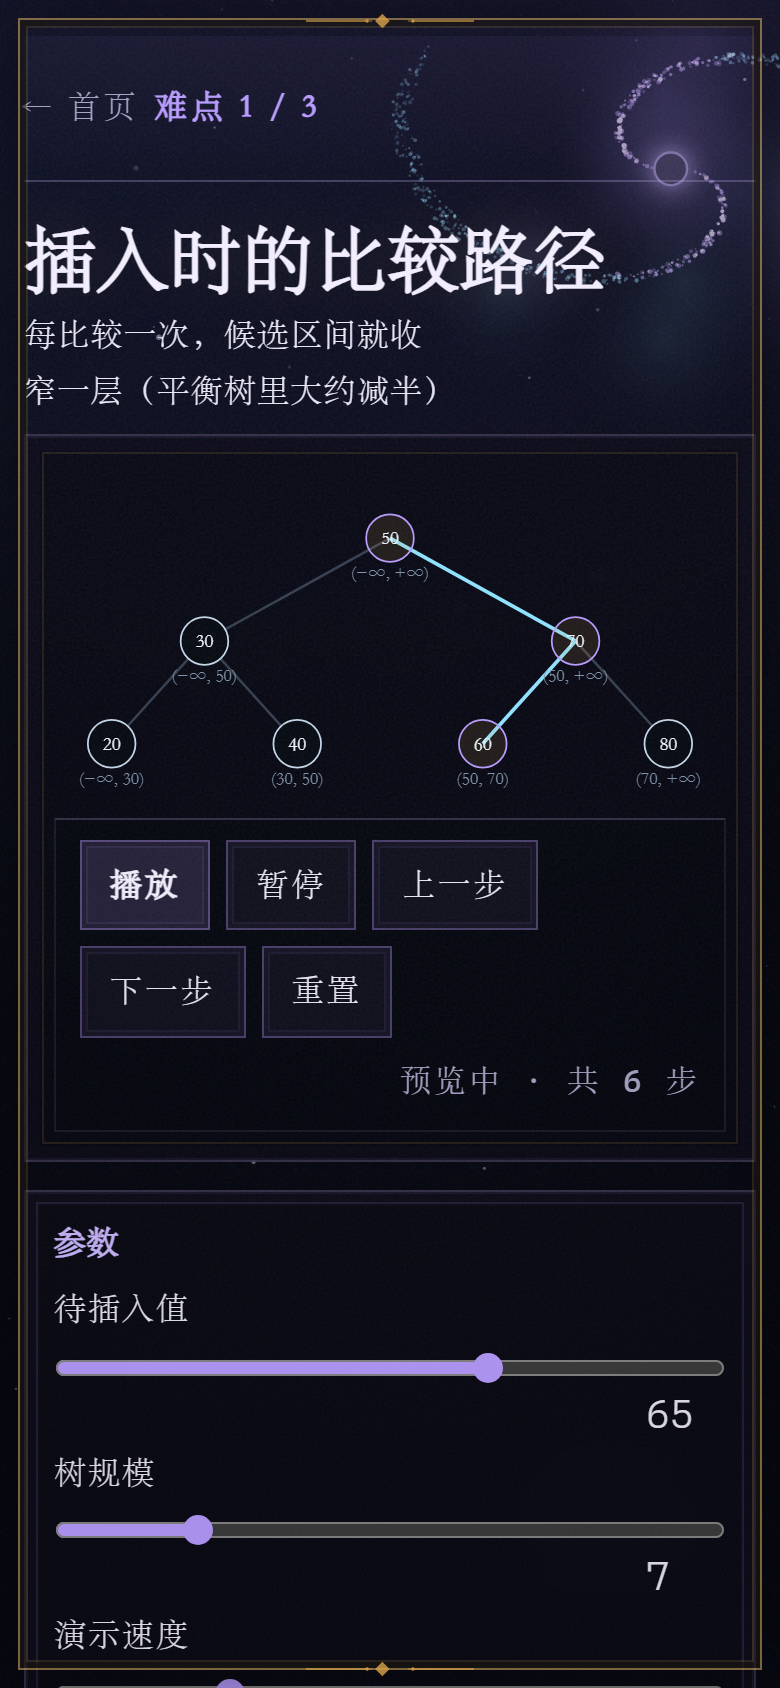 ← 首页 难点 1 / 3
插入时的比较路径
每比较一次，候选区间就收
窄一层（平衡树里大约减半）
50
(−∞, +∞)
30 70
(−∞, 50) (50, +∞)
20 40 60 80
(−∞, 30) (30, 50) (50, 70) (70, +∞)
播放 暂停 上一步
下一步 重置
预览中 · 共 6 步
参数
待插入值
65
树规模
7
演示速度